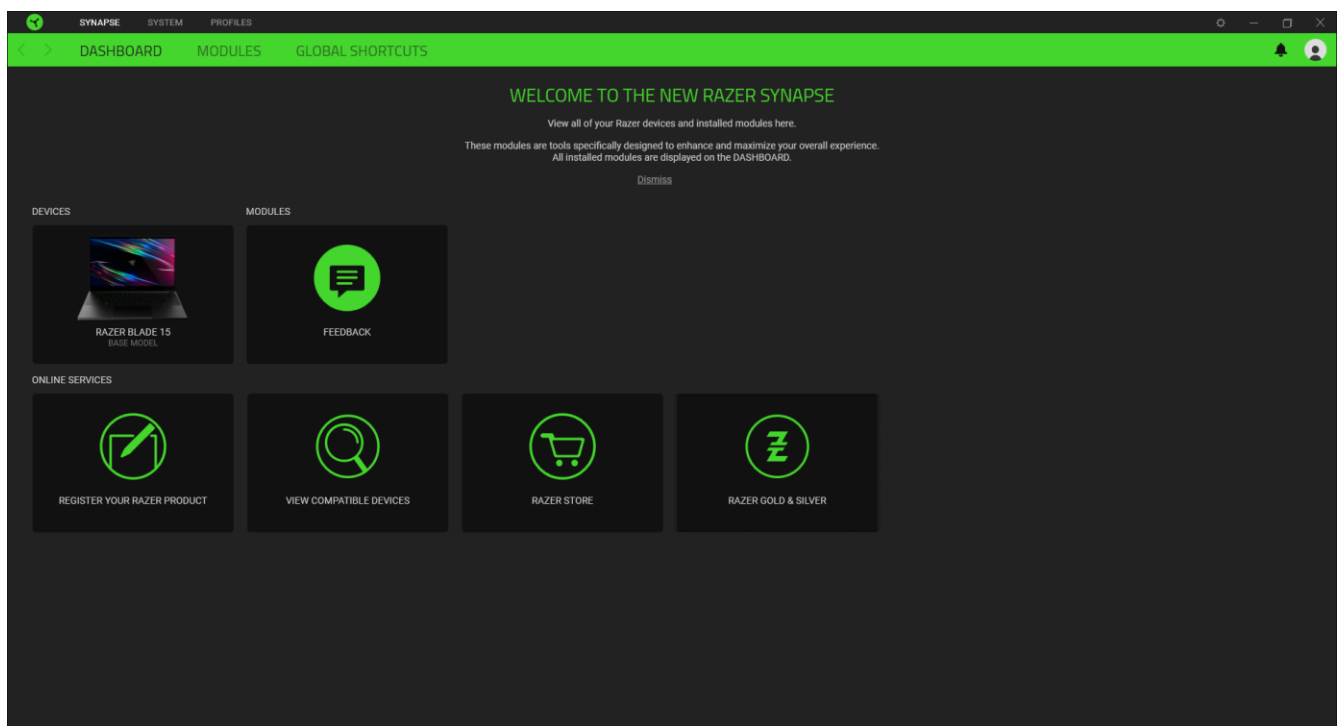 SYNAPSE SYSTEM PROFILES
DASHBOARD MODULES GLOBAL SHORTCUTS
WELCOME TO THE NEW RAZER SYNAPSE
View all of your Razer devices and installed modules here.
These modules are tools specifically designed to enhance and maximize your overall experience.
All installed modules are displayed on the DASHBOARD.
Dismiss
DEVICES MODULES
RAZER BLADE 15
BASE MODEL
FEEDBACK
ONLINE SERVICES
REGISTER YOUR RAZER PRODUCT
VIEW COMPATIBLE DEVICES
RAZER STORE
RAZER GOLD & SILVER